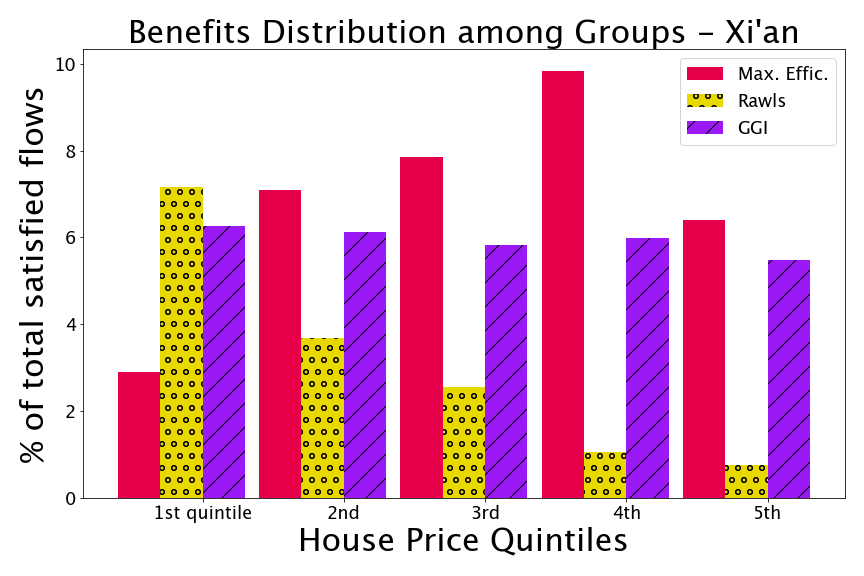 Benefits Distribution among Groups – Xi'an
Max. Effic.
Rawls
GGI
% of total satisfied flows
10
8
6
4
2
0
1st quintile 2nd 3rd 4th 5th
House Price Quintiles